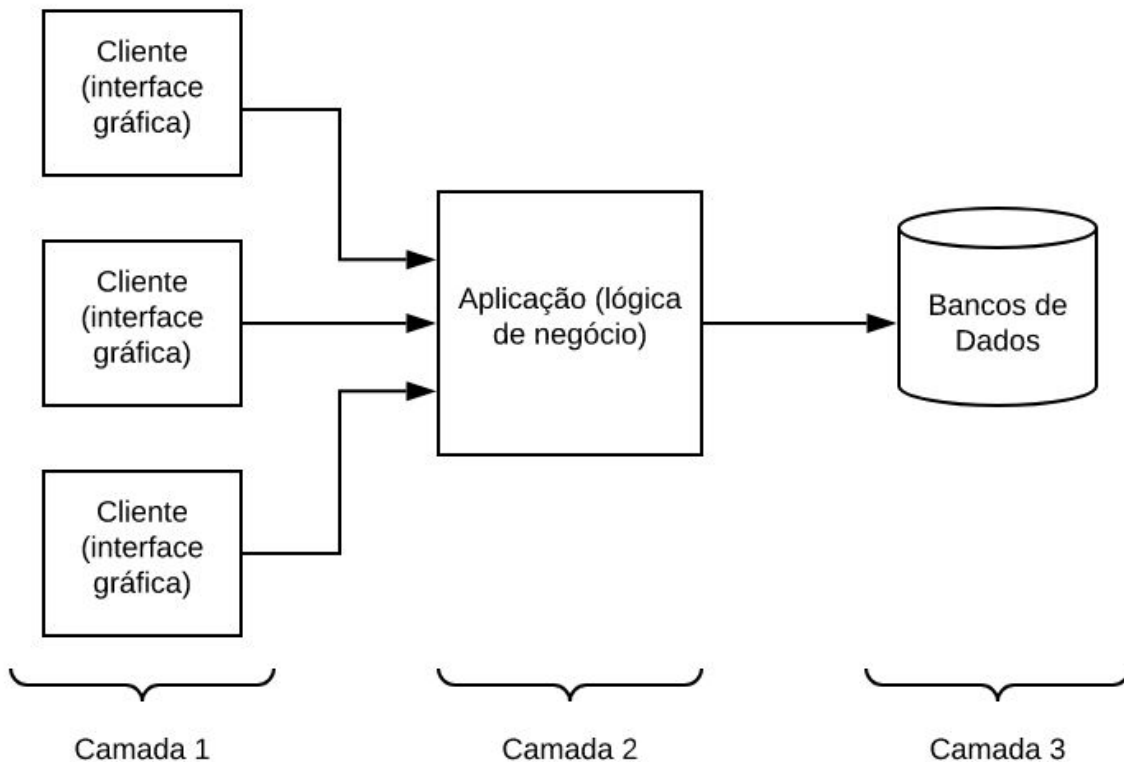 Cliente
(interface
gráfica)
Cliente
(interface
gráfica)
Cliente
(interface
gráfica)
Aplicação (lógica
de negócio)
Bancos de
Dados
Camada 1
Camada 2
Camada 3